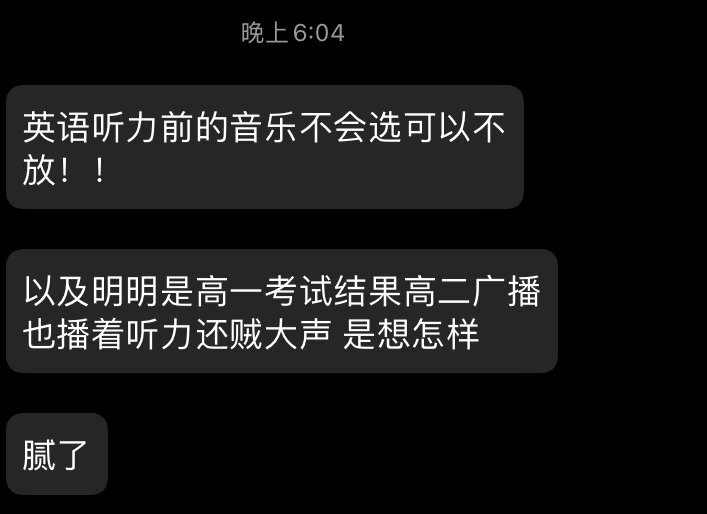 晚上 6:04
英语听力前的音乐不会选可以不
放！！
以及明明是高一考试结果高二广播
也播着听力还贼大声 是想怎样
腻了